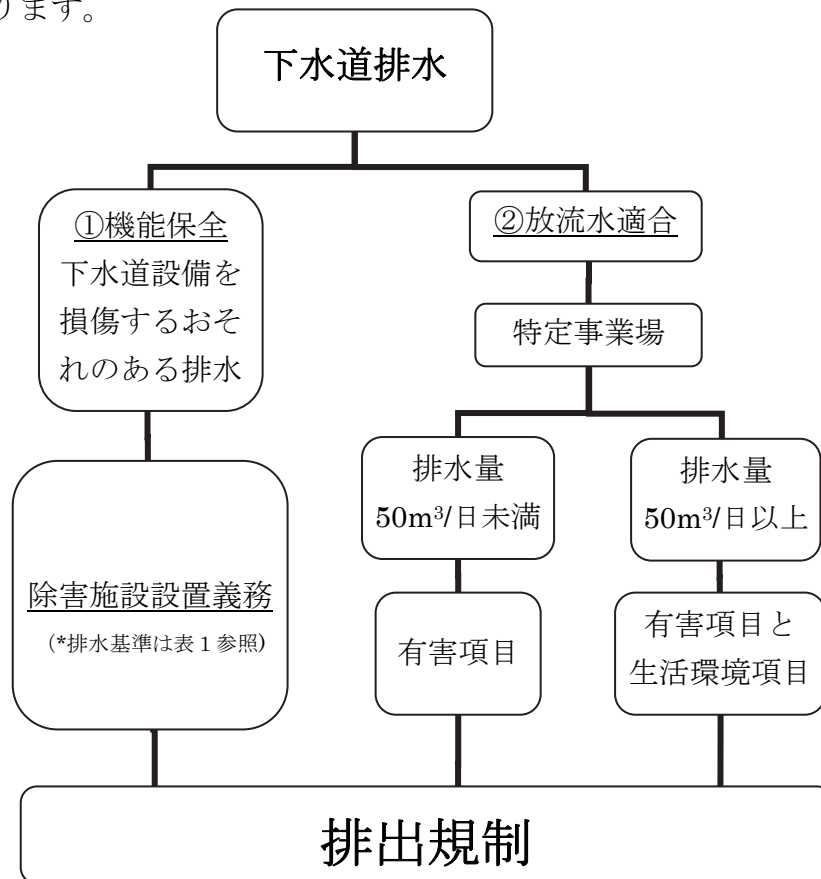 ります。
下水道排水
①機能保全
下水道設備を
損傷するおそ
れのある排水
②放流水適合
特定事業場
排水量
50m³/日未満
排水量
50m³/日以上
除害施設設置義務
(*排水基準は表１参照)
有害項目
有害項目と
生活環境項目
排出規制